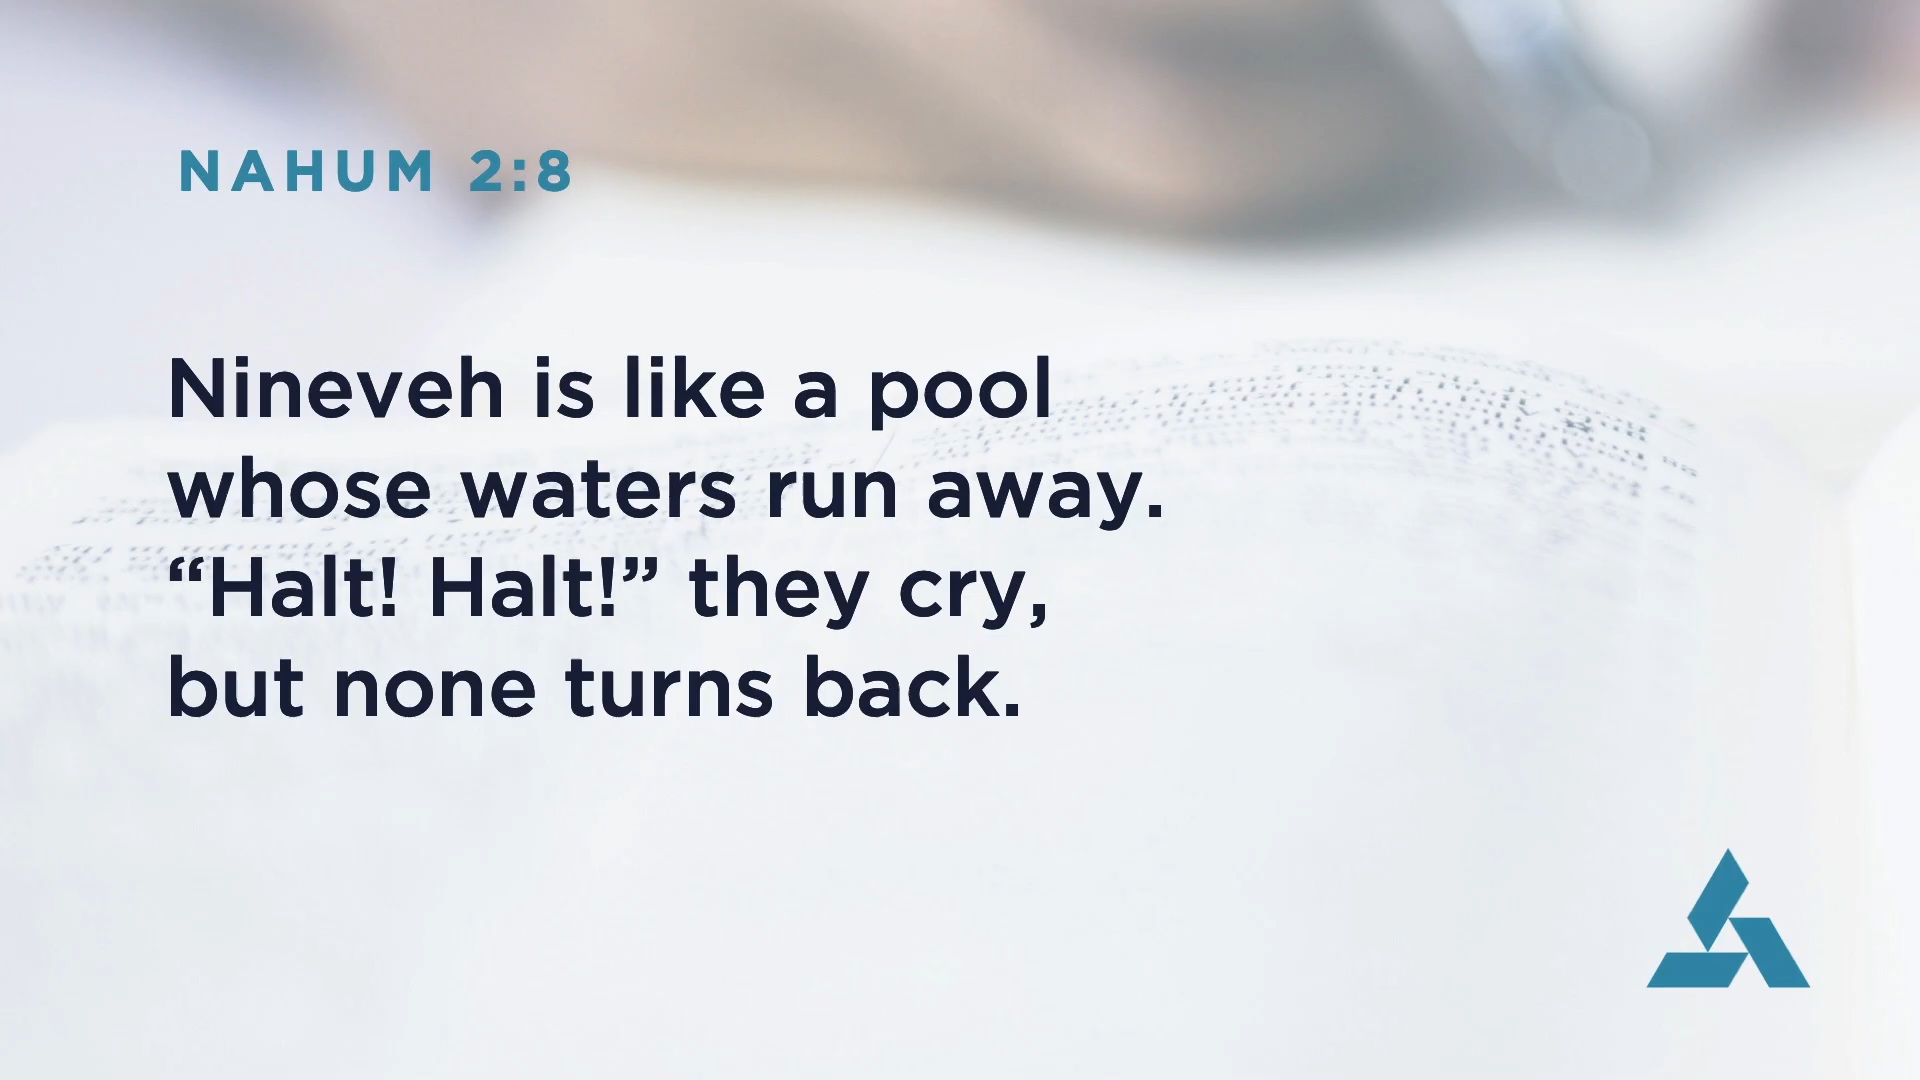 NAHUM 2:8
Nineveh is like a pool
whose waters run away.
“Halt! Halt!” they cry,
but none turns back.